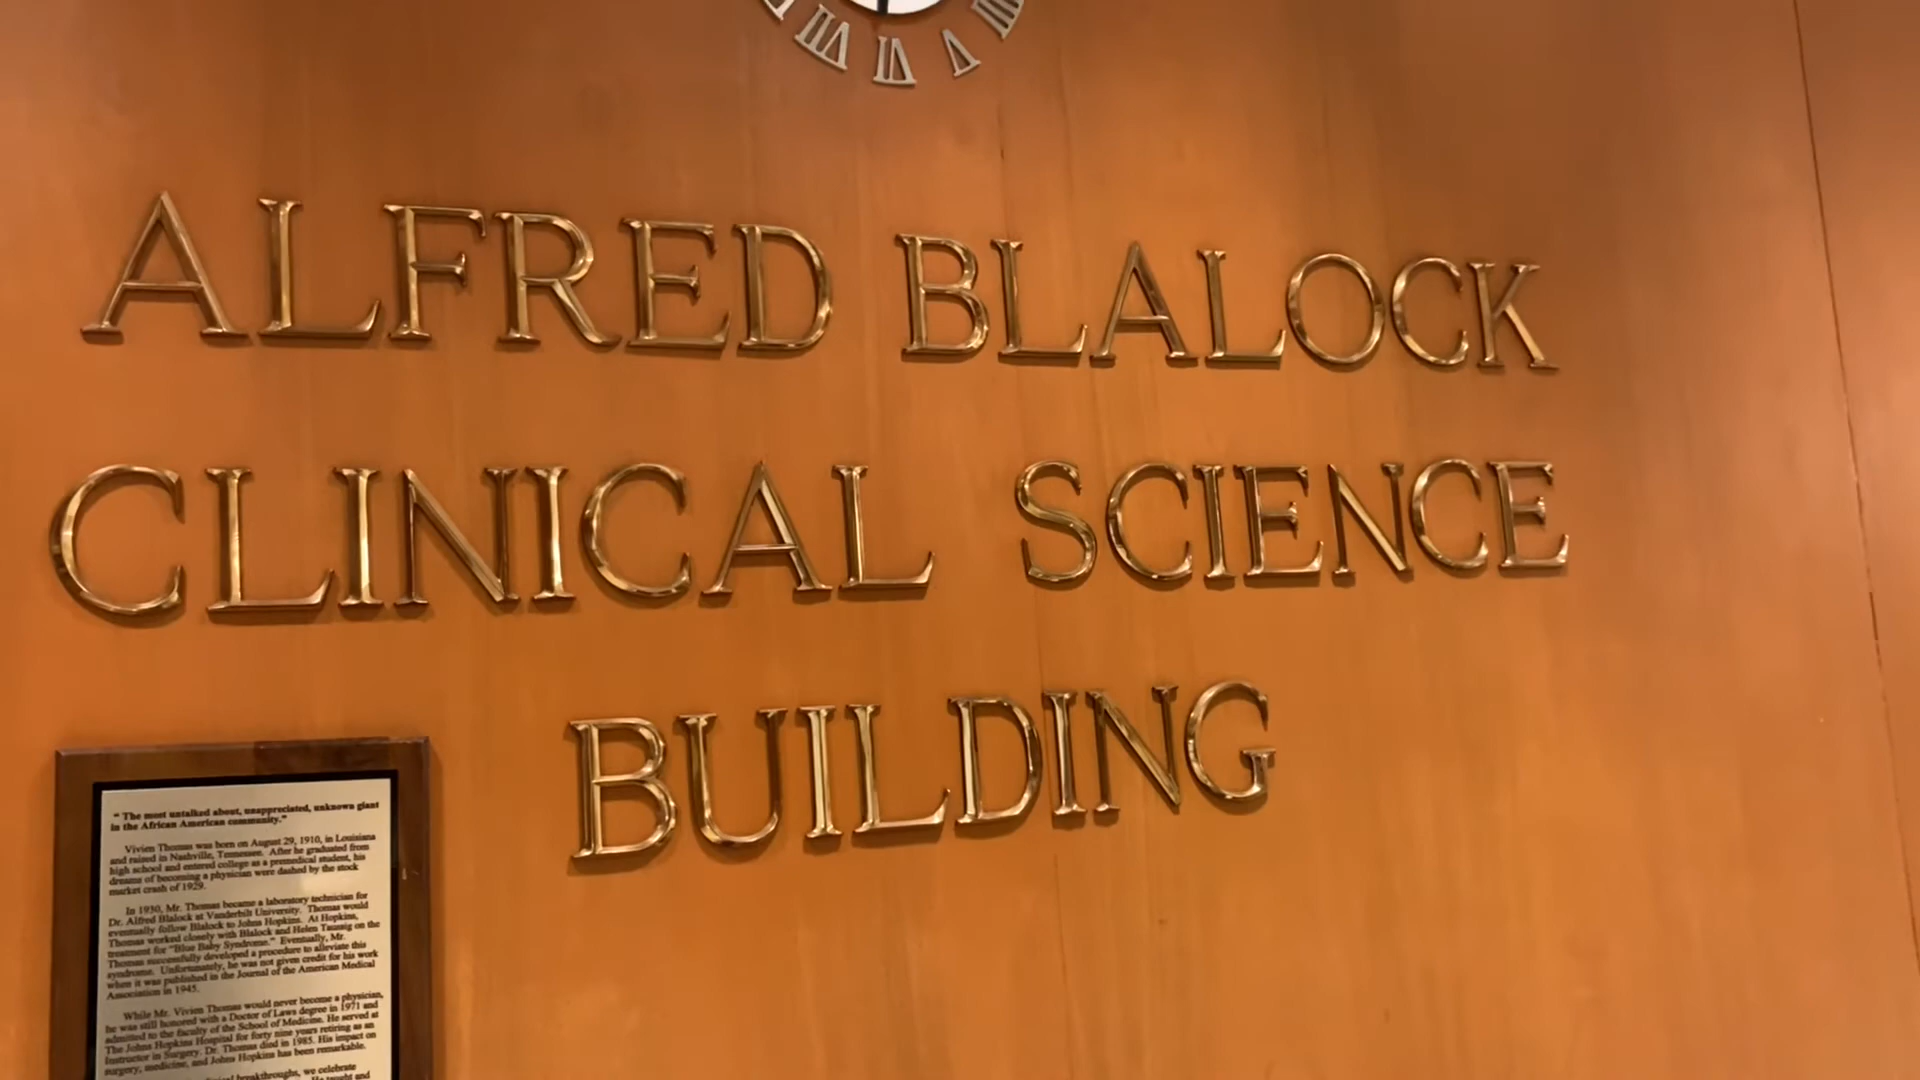 VIII VII V IIII
ALFRED BLALOCK
CLINICAL SCIENCE
BUILDING
" The most untalked about, unappreciated, unknown giant
in the African American community."
Vivien Thomas was born on August 29, 1910, in Louisiana
and raised in Nashville, Tennessee. After he graduated from
high school and entered college as a premedical student, his
dreams of becoming a physician were dashed by the stock
market crash of 1929.
In 1930, Mr. Thomas became a laboratory technician for
Dr. Alfred Blalock at Vanderbilt University. Thomas would
eventually follow Blalock to Johns Hopkins. At Hopkins,
Thomas worked closely with Blalock and Helen Taussig on the
treatment for "Blue Baby Syndrome." Eventually, Mr.
Thomas successfully developed a procedure to alleviate this
syndrome. Unfortunately, he was not given credit for his work
when it was published in the Journal of the American Medical
Association in 1945.
While Mr. Vivien Thomas would never become a physician,
he was still honored with a Doctor of Laws degree in 1971 and
admitted to the faculty of the School of Medicine. He served at
The Johns Hopkins Hospital for forty nine years retiring as an
Instructor in Surgery. Dr. Thomas died in 1985. His impact on
surgery, medicine, and Johns Hopkins has been remarkable.
breakthroughs, we celebrate
He taught and